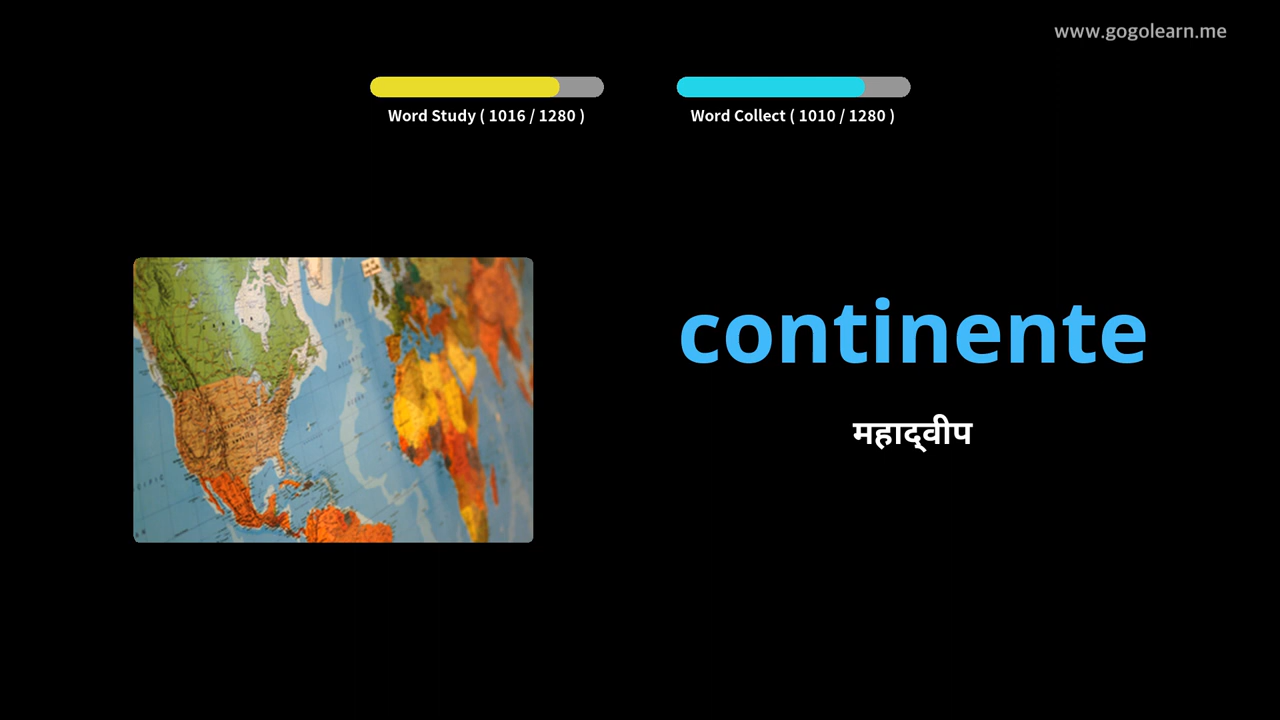 www.gogolearn.me
Word Study ( 1016 / 1280 )
Word Collect ( 1010 / 1280 )
continente
महाद्वीप